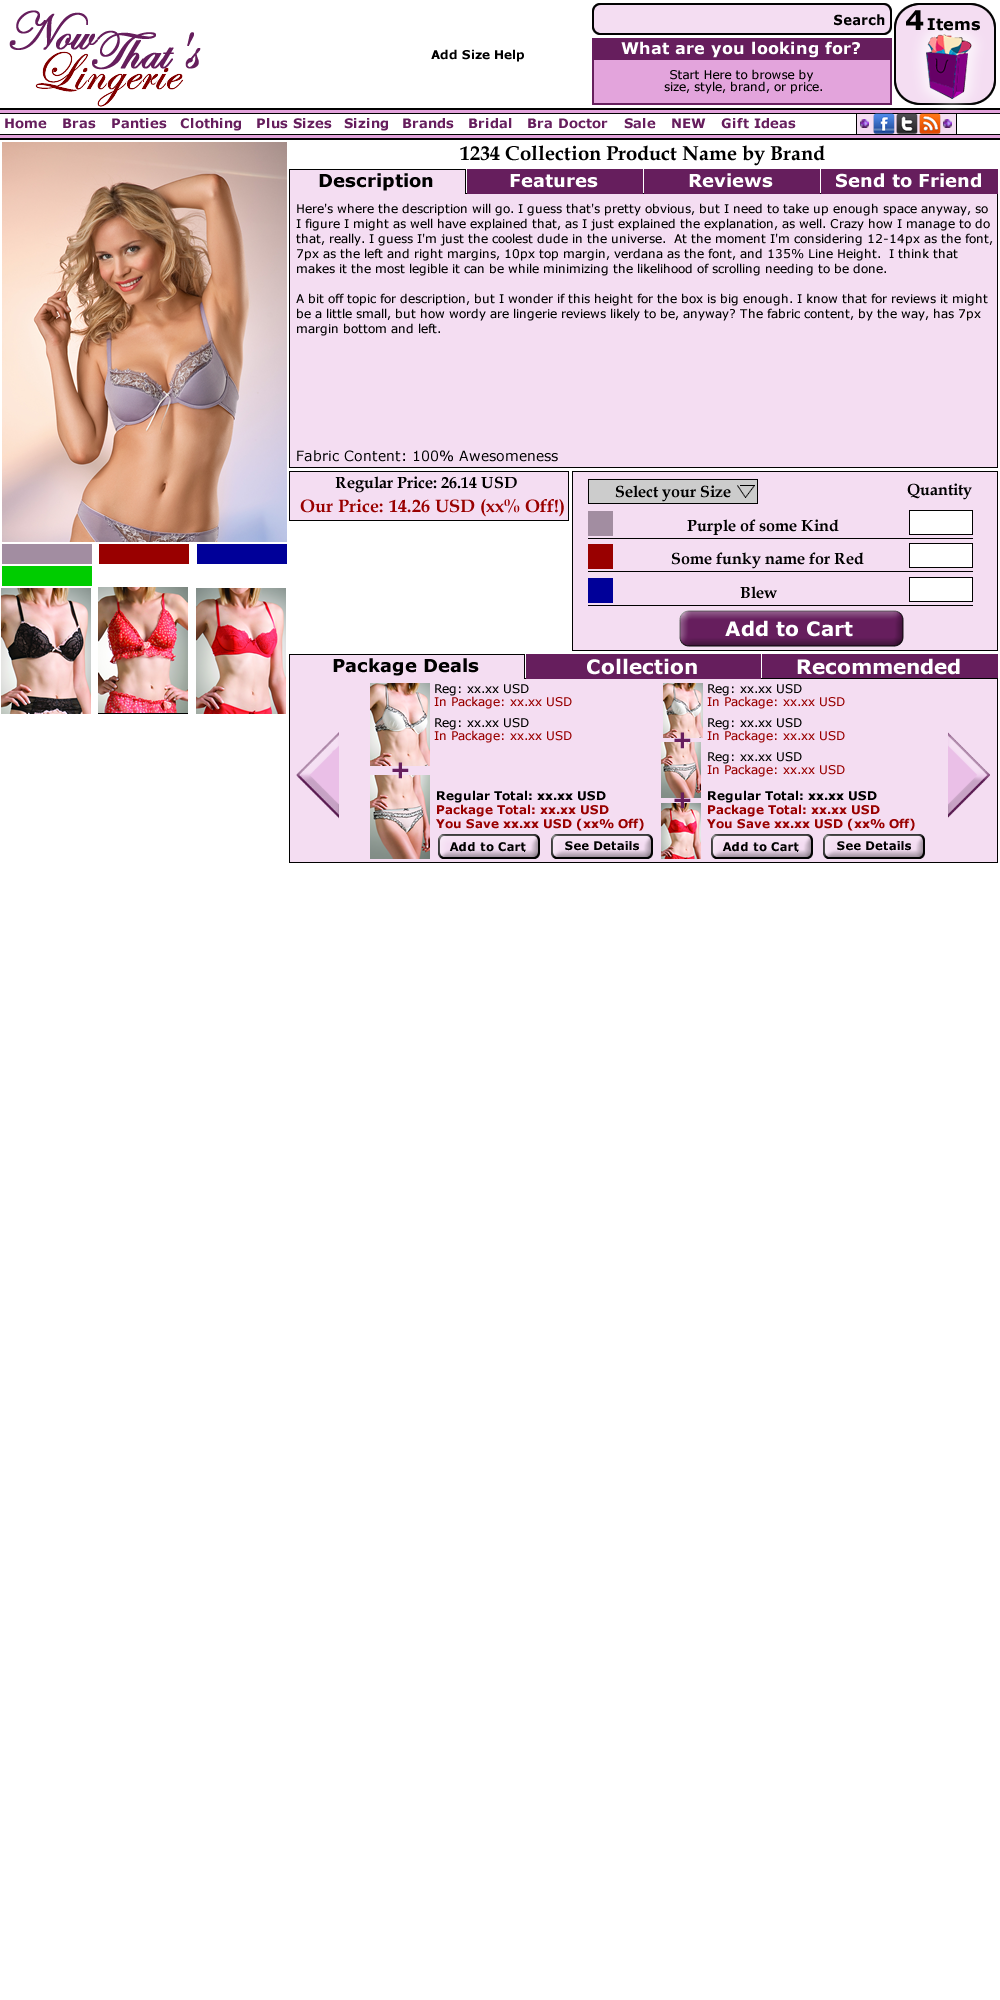 Now That's
Lingerie
Add Size Help
Search
What are you looking for?
Start Here to browse by
size, style, brand, or price.
4 Items
Home Bras Panties Clothing Plus Sizes Sizing Brands Bridal Bra Doctor Sale NEW Gift Ideas
1234 Collection Product Name by Brand
Description Features Reviews Send to Friend
Here's where the description will go. I guess that's pretty obvious, but I need to take up enough space anyway, so
I figure I might as well have explained that, as I just explained the explanation, as well. Crazy how I manage to do
that, really. I guess I'm just the coolest dude in the universe. At the moment I'm considering 12-14px as the font,
7px as the left and right margins, 10px top margin, verdana as the font, and 135% Line Height. I think that
makes it the most legible it can be while minimizing the likelihood of scrolling needing to be done.
A bit off topic for description, but I wonder if this height for the box is big enough. I know that for reviews it might
be a little small, but how wordy are lingerie reviews likely to be, anyway? The fabric content, by the way, has 7px
margin bottom and left.
Fabric Content: 100% Awesomeness
Regular Price: 26.14 USD
Our Price: 14.26 USD (xx% Off!)
Select your Size
Quantity
Purple of some Kind
Some funky name for Red
Blew
Add to Cart
Package Deals Collection Recommended
Reg: xx.xx USD
In Package: xx.xx USD
Reg: xx.xx USD
In Package: xx.xx USD
+
Regular Total: xx.xx USD
Package Total: xx.xx USD
You Save xx.xx USD (xx% Off)
Add to Cart See Details
Reg: xx.xx USD
In Package: xx.xx USD
Reg: xx.xx USD
In Package: xx.xx USD
+
Reg: xx.xx USD
In Package: xx.xx USD
+
Regular Total: xx.xx USD
Package Total: xx.xx USD
You Save xx.xx USD (xx% Off)
Add to Cart See Details